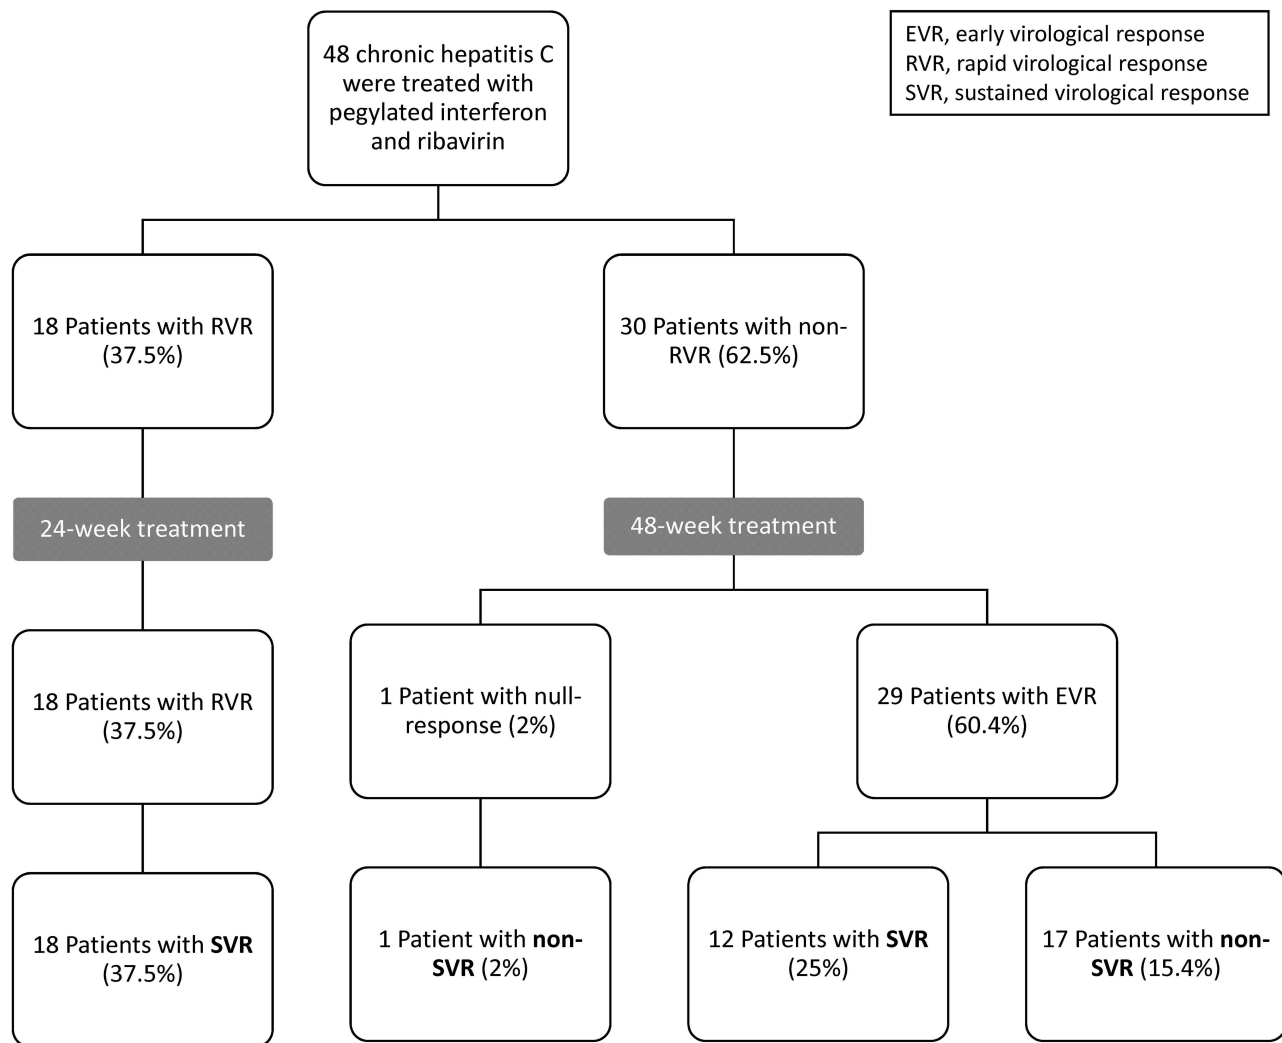 48 chronic hepatitis C
were treated with
pegylated interferon
and ribavirin
EVR, early virological response
RVR, rapid virological response
SVR, sustained virological response
18 Patients with RVR
(37.5%)
30 Patients with non-
RVR (62.5%)
24-week treatment
48-week treatment
18 Patients with RVR
(37.5%)
1 Patient with null-
response (2%)
29 Patients with EVR
(60.4%)
18 Patients with SVR
(37.5%)
1 Patient with non-
SVR (2%)
12 Patients with SVR
(25%)
17 Patients with non-
SVR (15.4%)